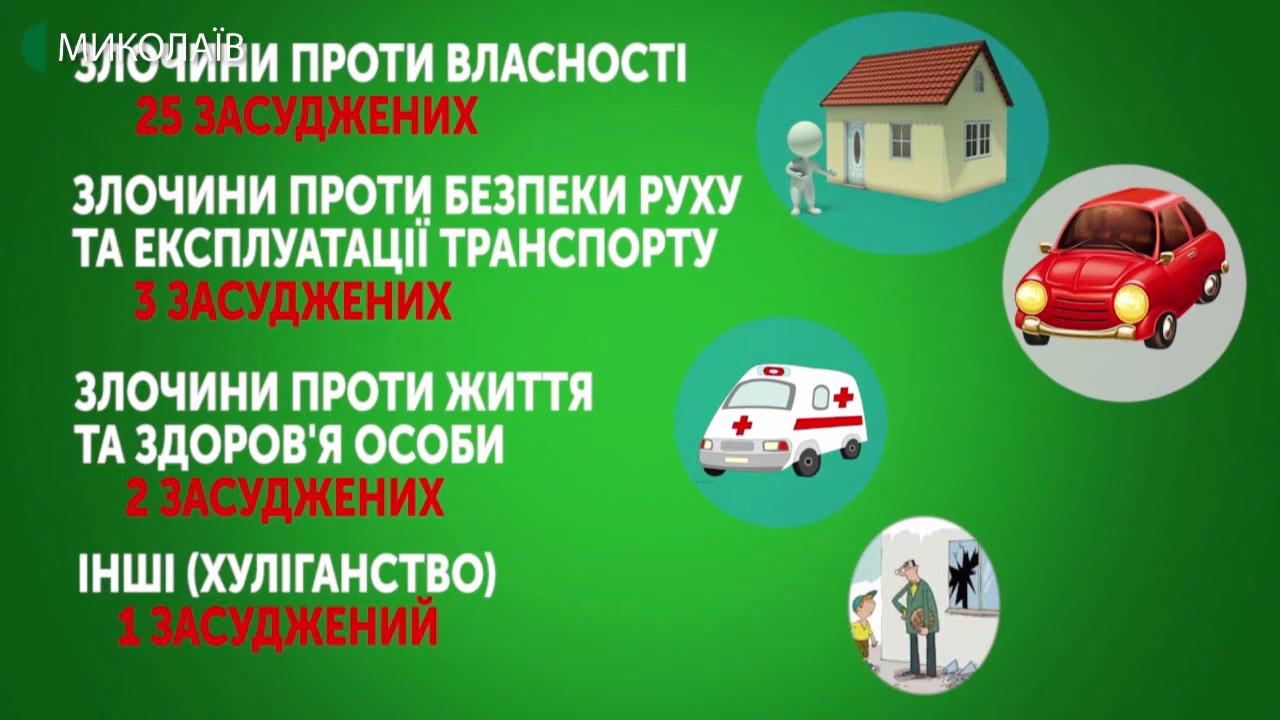 МИКОЛАЇВ
ЗЛОЧИНИ ПРОТИ ВЛАСНОСТІ
25 ЗАСУДЖЕНИХ
ЗЛОЧИНИ ПРОТИ БЕЗПЕКИ РУХУ
ТА ЕКСПЛУАТАЦІЇ ТРАНСПОРТУ
3 ЗАСУДЖЕНИХ
ЗЛОЧИНИ ПРОТИ ЖИТТЯ
ТА ЗДОРОВ'Я ОСОБИ
2 ЗАСУДЖЕНИХ
ІНШІ (ХУЛІГАНСТВО)
1 ЗАСУДЖЕНИЙ